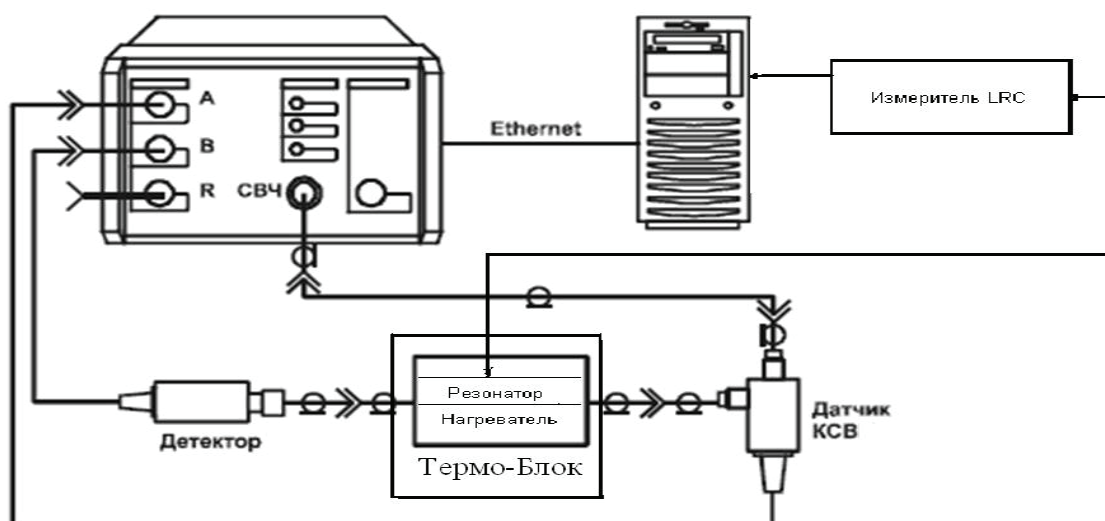 A
B
R
СВЧ
Ethernet
Измеритель LRC
Резонатор
Нагреватель
Термо-Блок
Детектор
Датчик
КСВ